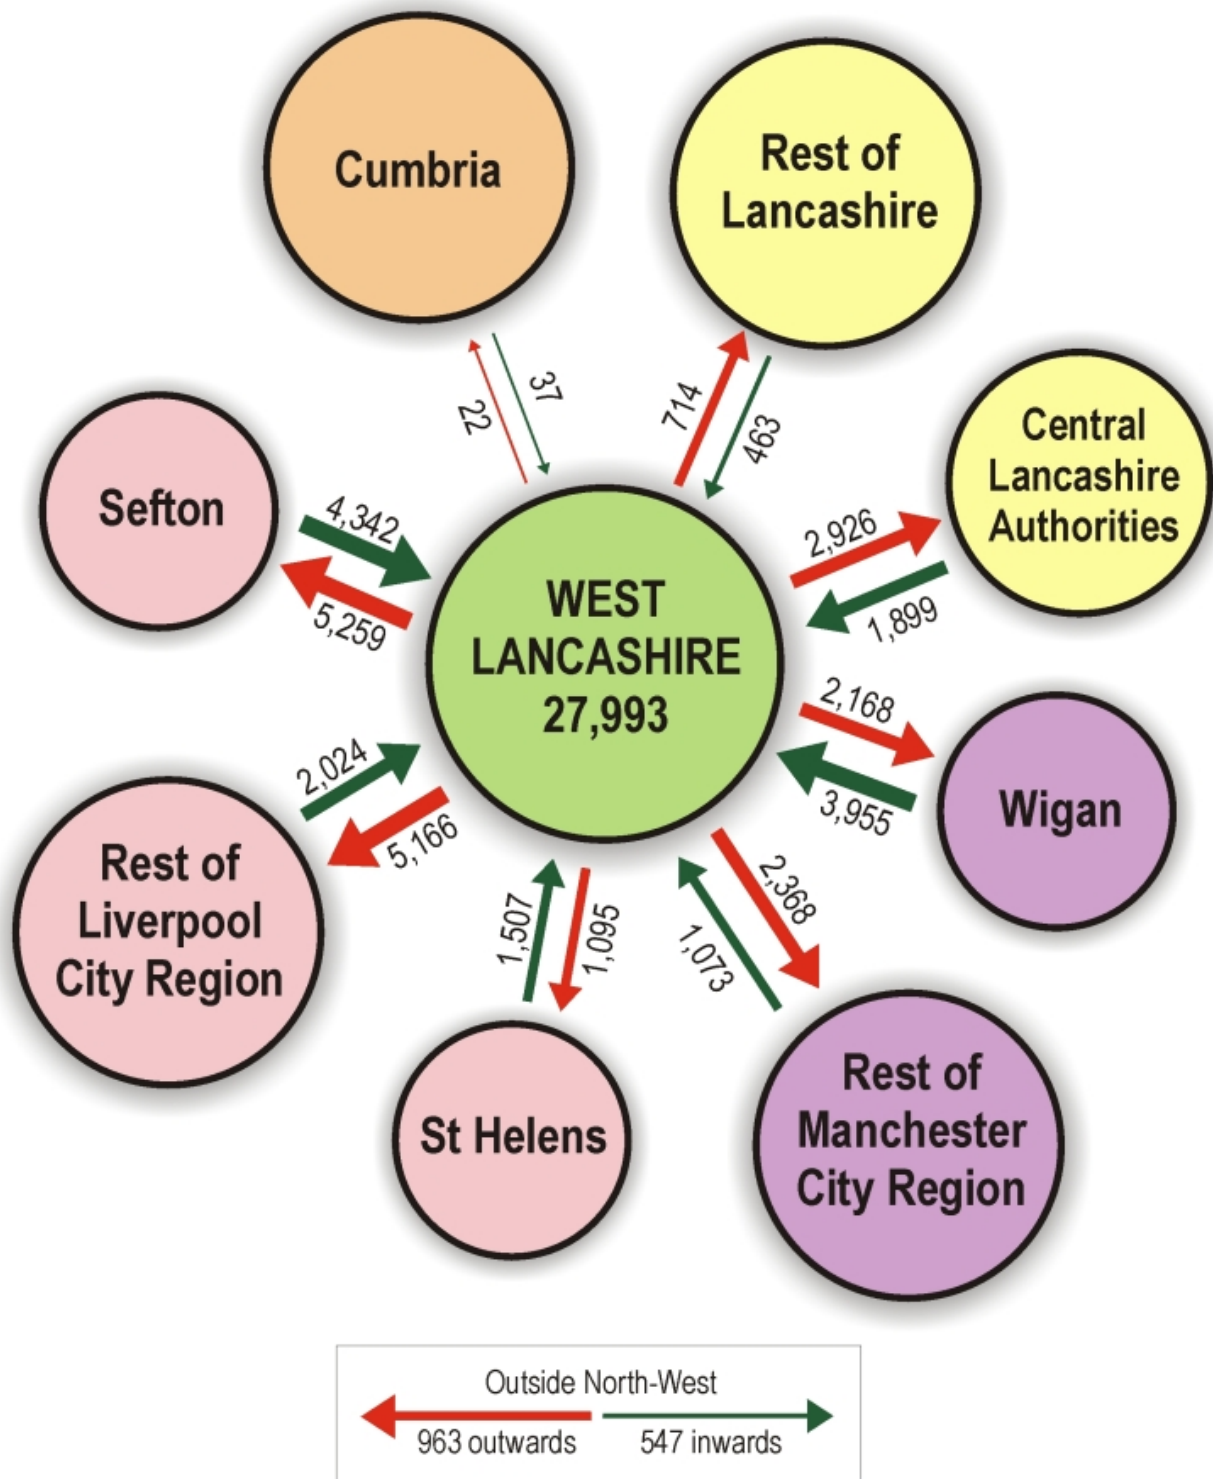 Cumbria
Rest of
Lancashire
22
37
714
463
Central
Lancashire
Authorities
Sefton
4,342
5,259
2,926
1,899
WEST
LANCASHIRE
27,993
2,168
3,955
Wigan
2,024
5,166
Rest of
Liverpool
City Region
1,507
1,095
2,368
1,073
St Helens
Rest of
Manchester
City Region
Outside North-West
963 outwards
547 inwards